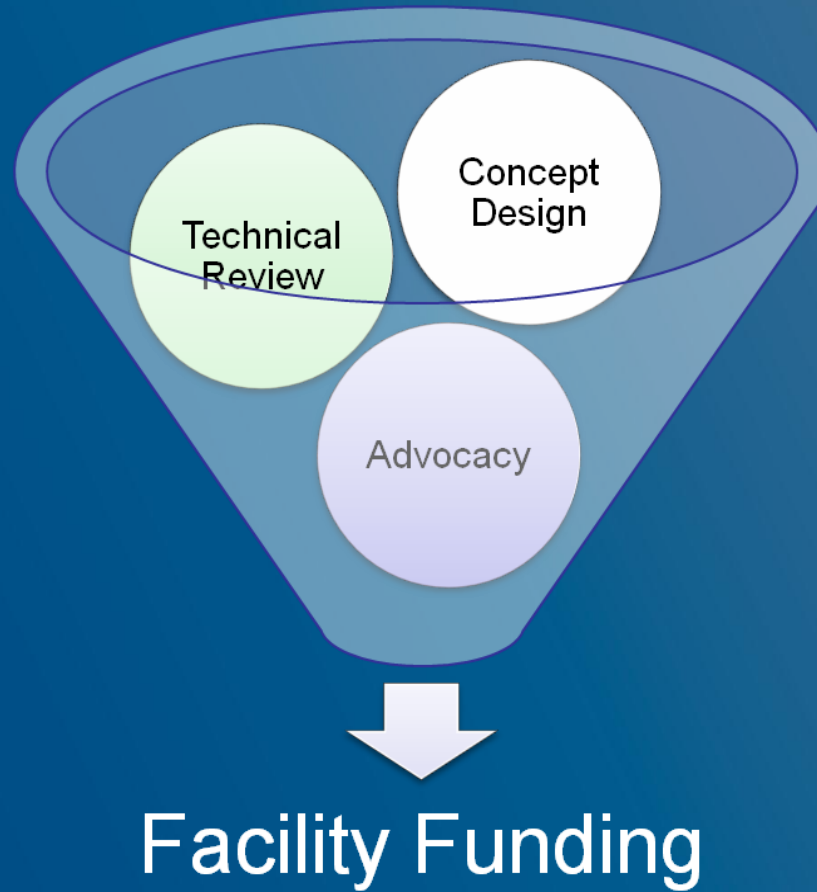 Concept
Design
Technical
Review
Advocacy
Facility Funding